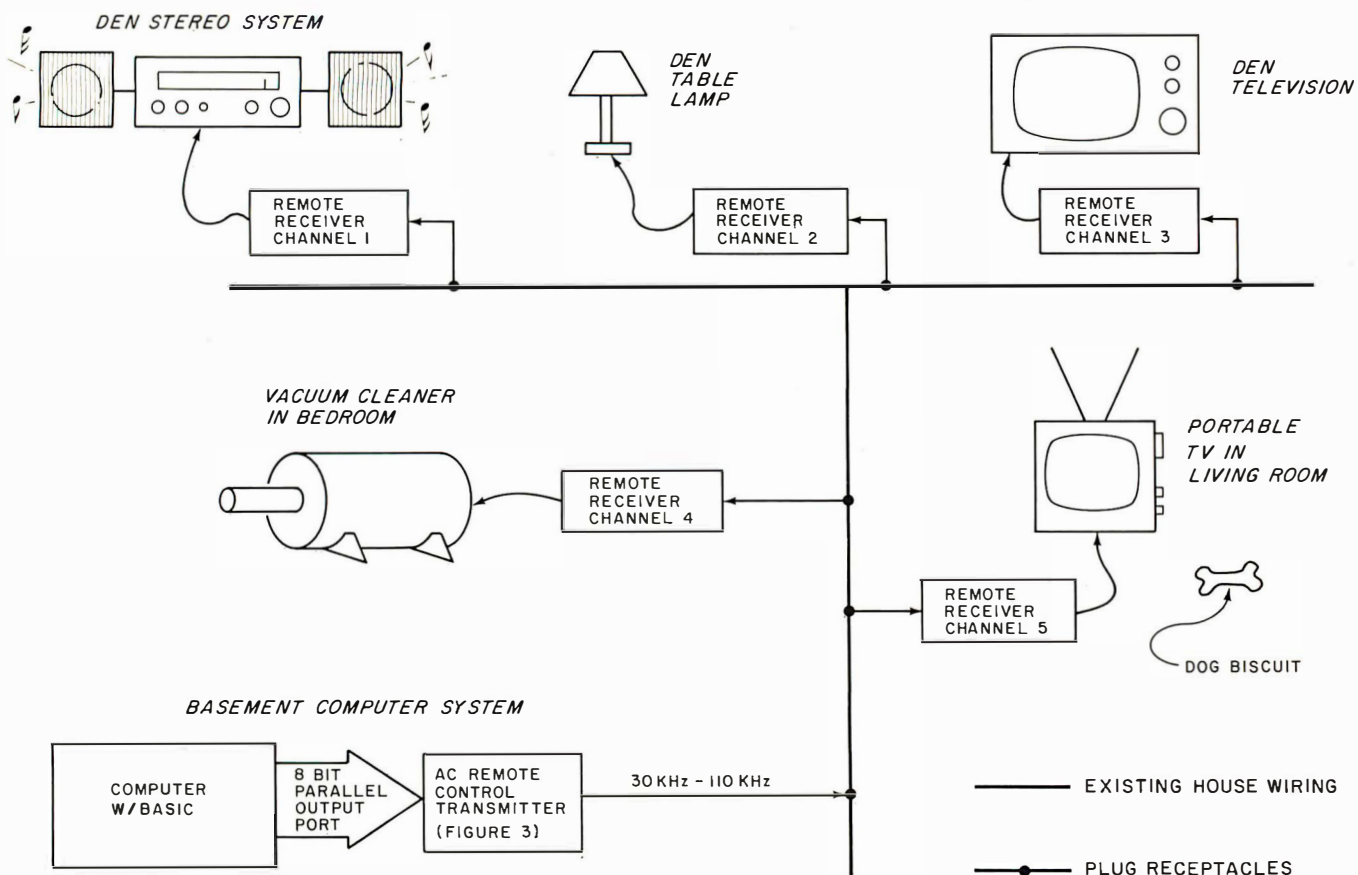 DEN STEREO SYSTEM
DEN
TABLE
LAMP
DEN
TELEVISION
REMOTE
RECEIVER
CHANNEL 1
REMOTE
RECEIVER
CHANNEL 2
REMOTE
RECEIVER
CHANNEL 3
VACUUM CLEANER
IN BEDROOM
REMOTE
RECEIVER
CHANNEL 4
PORTABLE
TV IN
LIVING ROOM
REMOTE
RECEIVER
CHANNEL 5
DOG BISCUIT
BASEMENT COMPUTER SYSTEM
COMPUTER
W/BASIC
8 BIT
PARALLEL
OUTPUT
PORT
AC REMOTE
CONTROL
TRANSMITTER
(FIGURE 3)
30 KHz – 110 KHz
EXISTING HOUSE WIRING
PLUG RECEPTACLES